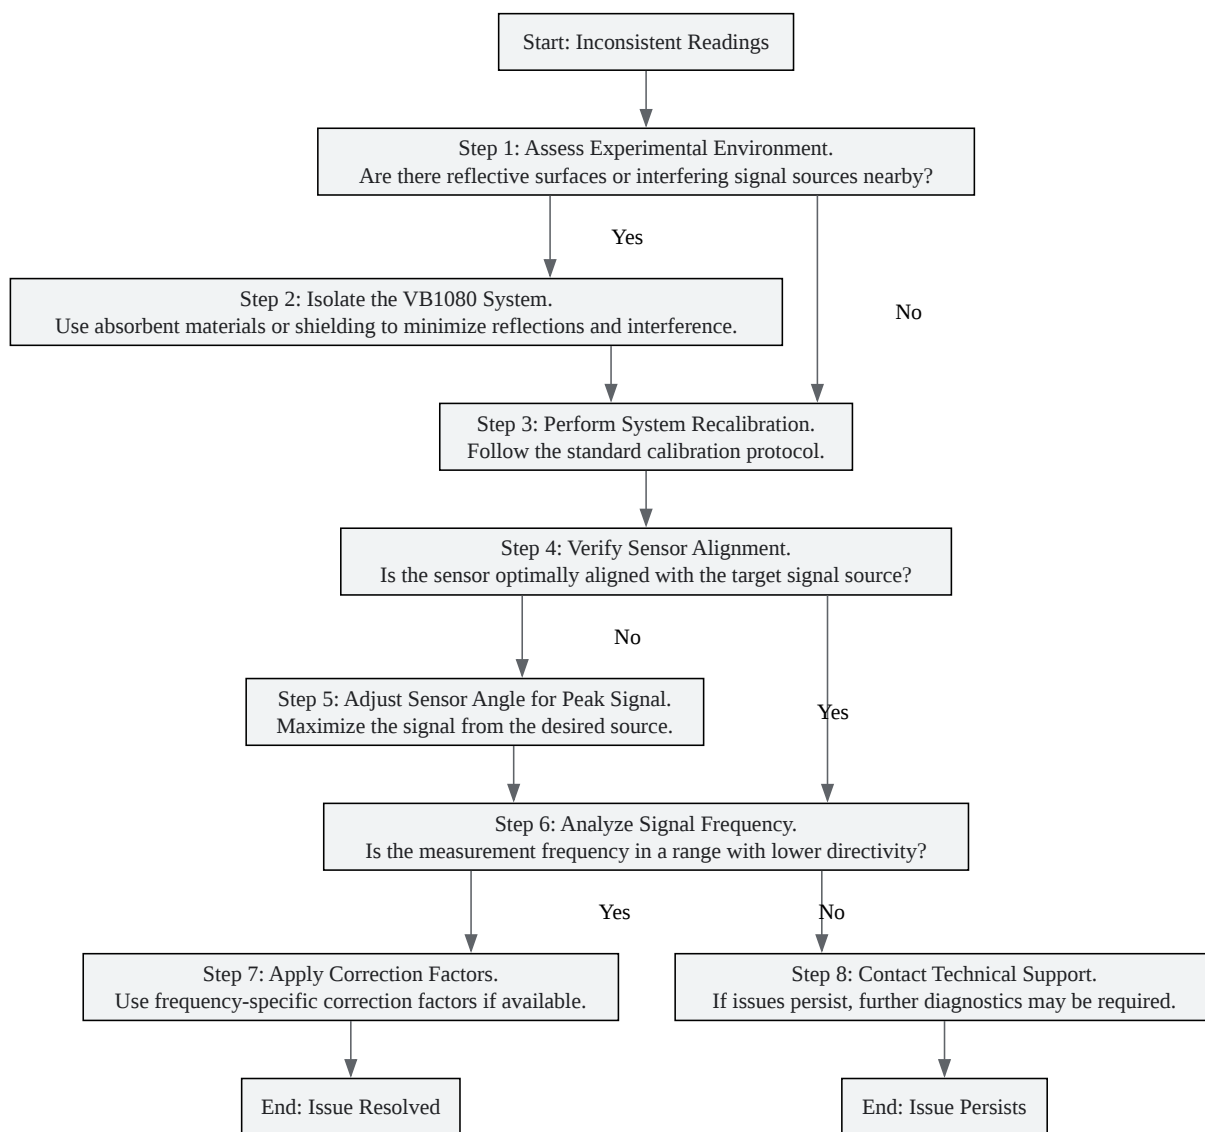 Start: Inconsistent Readings
Step 1: Assess Experimental Environment.
Are there reflective surfaces or interfering signal sources nearby?
Yes
Step 2: Isolate the VB1080 System.
Use absorbent materials or shielding to minimize reflections and interference.
No
Step 3: Perform System Recalibration.
Follow the standard calibration protocol.
Step 4: Verify Sensor Alignment.
Is the sensor optimally aligned with the target signal source?
No
Step 5: Adjust Sensor Angle for Peak Signal.
Maximize the signal from the desired source.
Yes
Step 6: Analyze Signal Frequency.
Is the measurement frequency in a range with lower directivity?
Yes
No
Step 7: Apply Correction Factors.
Use frequency-specific correction factors if available.
Step 8: Contact Technical Support.
If issues persist, further diagnostics may be required.
End: Issue Resolved
End: Issue Persists